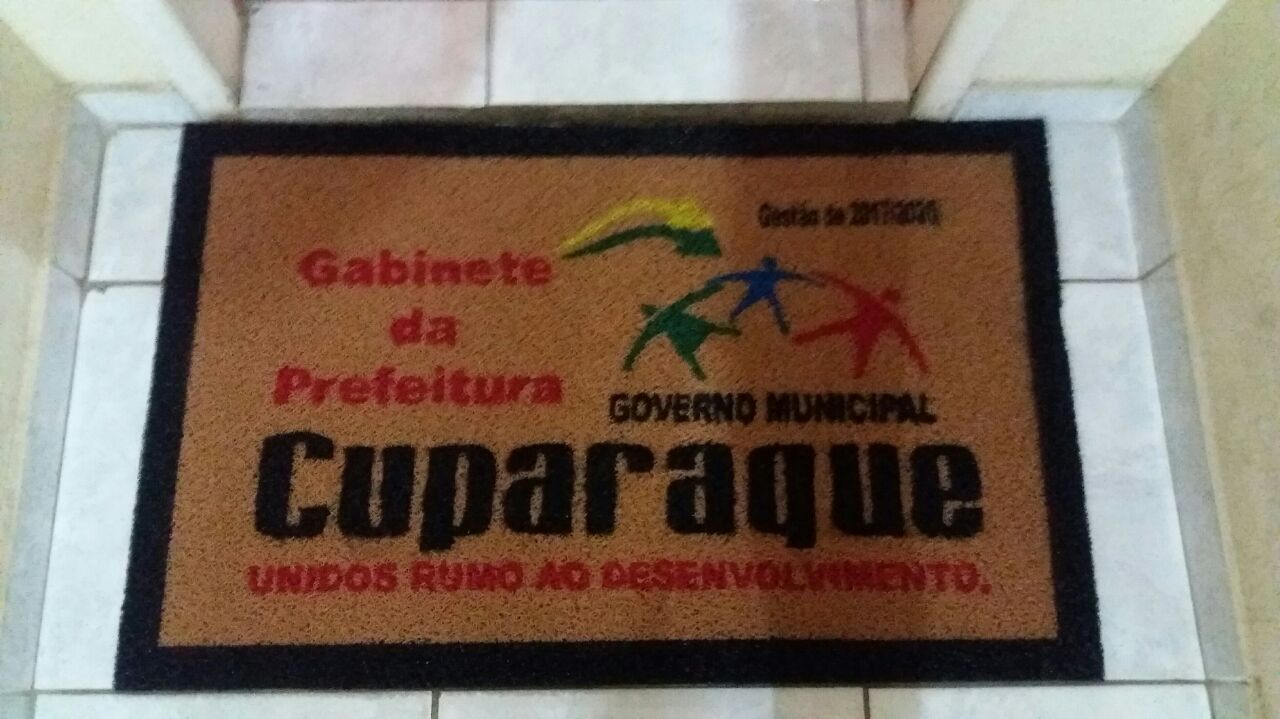 Gestão de 2017/2020
Gabinete
da
Prefeitura
GOVERNO MUNICIPAL
Cuparaque
UNIDOS RUMO AO DESENVOLVIMENTO.